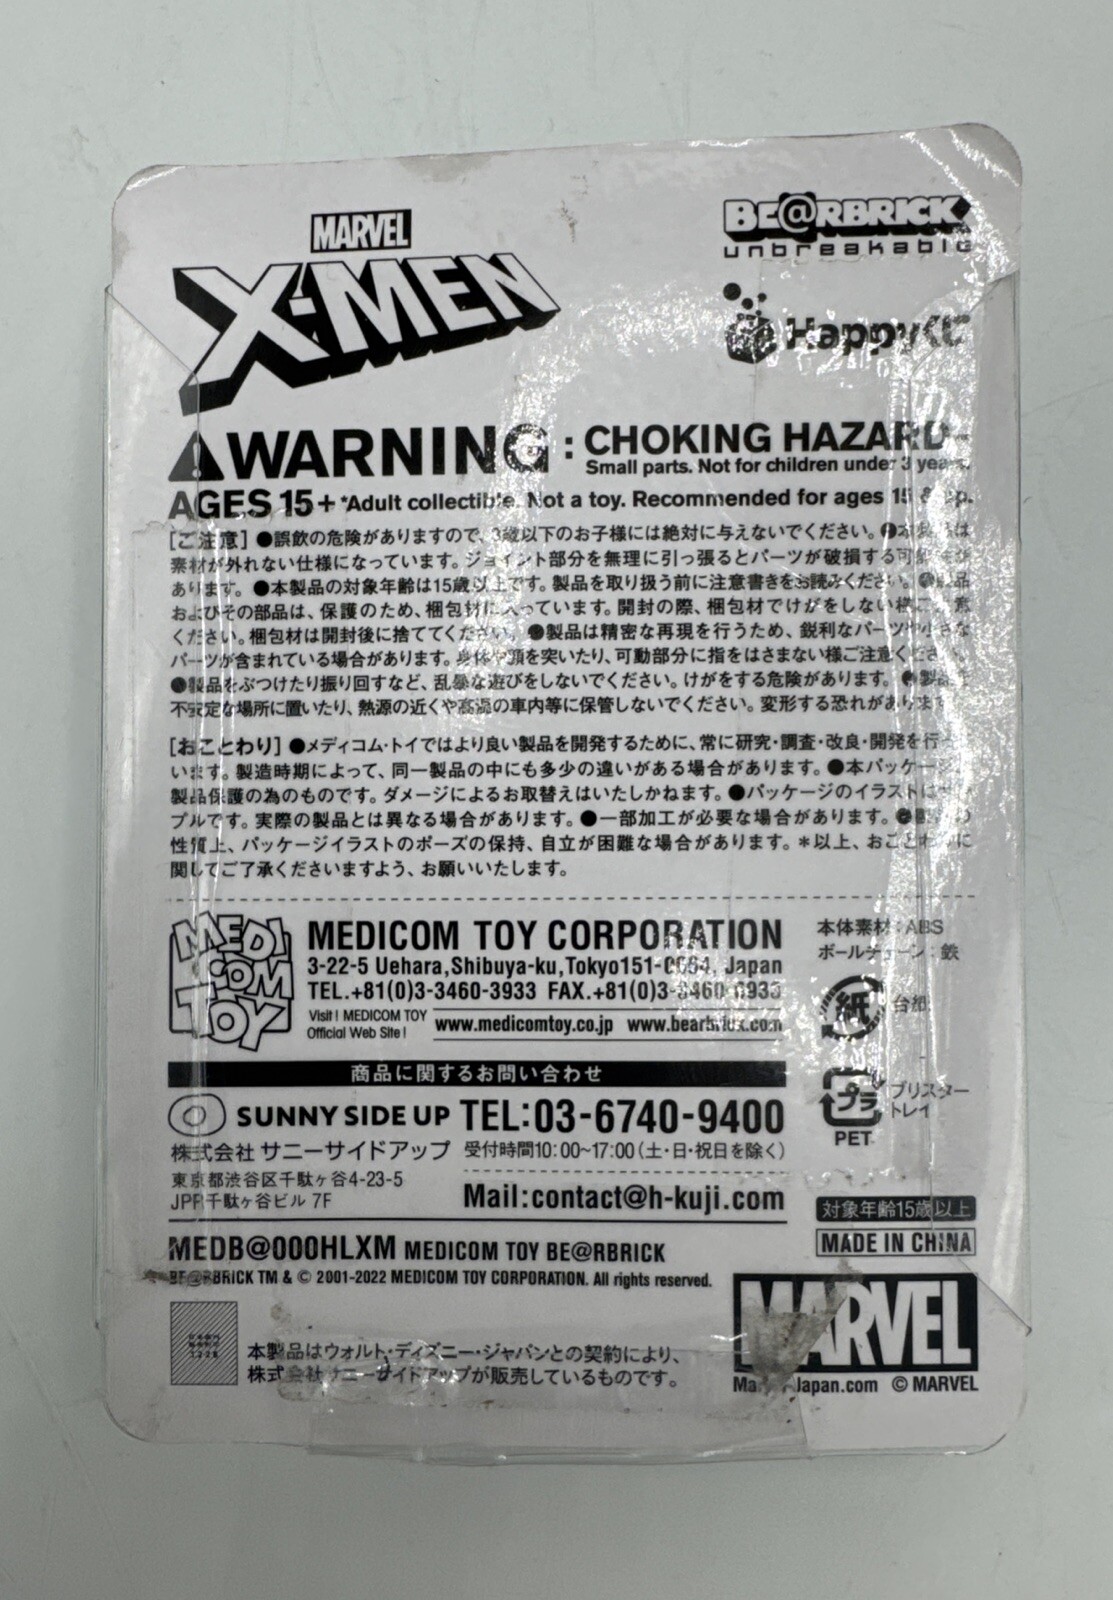 MARVEL
X-MEN
BE@RBRICK
unbreakable
Happyくじ
WARNING : CHOKING HAZARD
Small parts. Not for children under 3 years.
AGES 15+ *Adult collectible. Not a toy. Recommended for ages 15 & up.
[ご注意] ●誤飲の危険がありますので、3歳以下のお子様には絶対に与えないでください。●本製品は
素材が外れない仕様になっています。ジョイント部分を無理に引っ張るとパーツが破損する可能性が
あります。 ●本製品の対象年齢は15歳以上です。製品を取り扱う前に注意書きをお読みください。●製品
およびその部品は、保護のため、梱包材に入っています。開封の際、梱包材でけがをしない様ご注意
ください。梱包材は開封後に捨ててください。 ●製品は精密な再現を行うため、鋭利なパーツや小さな
パーツが含まれている場合があります。身体や顔を突いたり、可動部分に指をはさまない様ご注意ください。
●製品をぶつけたり振り回すなど、乱暴な遊びをしないでください。けがをする危険があります。 ●製品を
不安定な場所に置いたり、熱源の近くや高温の車内等に保管しないでください。変形する恐れがあります
[おことわり] ●メディコム・トイではより良い製品を開発するために、常に研究・調査・改良・開発を行って
います。製造時期によって、同一製品の中にも多少の違いがある場合があります。●本パッケージは
製品保護の為のものです。ダメージによるお取替えはいたしかねます。●パッケージのイラストはサン
プルです。実際の製品とは異なる場合があります。●一部加工が必要な場合があります。●
性質上、パッケージイラストのポーズの保持、自立が困難な場合があります。＊以上、おことわりに
関してご了承くださいますよう、お願いいたします。
MEDI
COM
TOY
MEDICOM TOY CORPORATION
3-22-5 Uehara,Shibuya-ku,Tokyo151-0064, Japan
TEL.+81(0)3-3460-3933 FAX.+81(0)3-3460-6933
Visit! MEDICOM TOY
Official Web Site!
www.medicomtoy.co.jp www.bearbrick.com
本体素材：ABS
ボールチェーン：鉄
紙
台紙
プラ
PET
ブリスター
トレイ
商品に関するお問い合わせ
SUNNY SIDE UP TEL:03-6740-9400
株式会社 サニーサイドアップ 受付時間10:00~17:00（土・日・祝日を除く）
東京都渋谷区千駄ヶ谷4-23-5
JPR千駄ヶ谷ビル 7F
Mail:contact@h-kuji.com
対象年齢15歳以上
MADE IN CHINA
MEDB@000HLXM MEDICOM TOY BE@RBRICK
BE@RBRICK TM & © 2001-2022 MEDICOM TOY CORPORATION. All rights reserved.
本製品はウォルト・ディズニー・ジャパンとの契約により、
株式会社サニーサイドアップが販売しているものです。
MARVEL
MarvelJapan.com © MARVEL